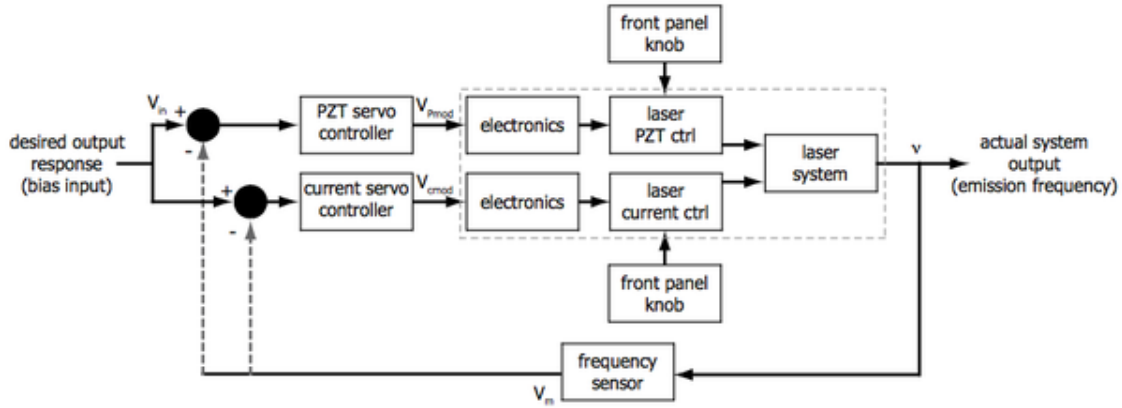 front panel
knob
V_in
+
-
PZT servo
controller
V_Pmod
electronics
laser
PZT ctrl
desired output
response
(bias input)
laser
system
ν
actual system
output
(emission frequency)
+
-
current servo
controller
V_cmod
electronics
laser
current ctrl
front panel
knob
frequency
sensor
V_m